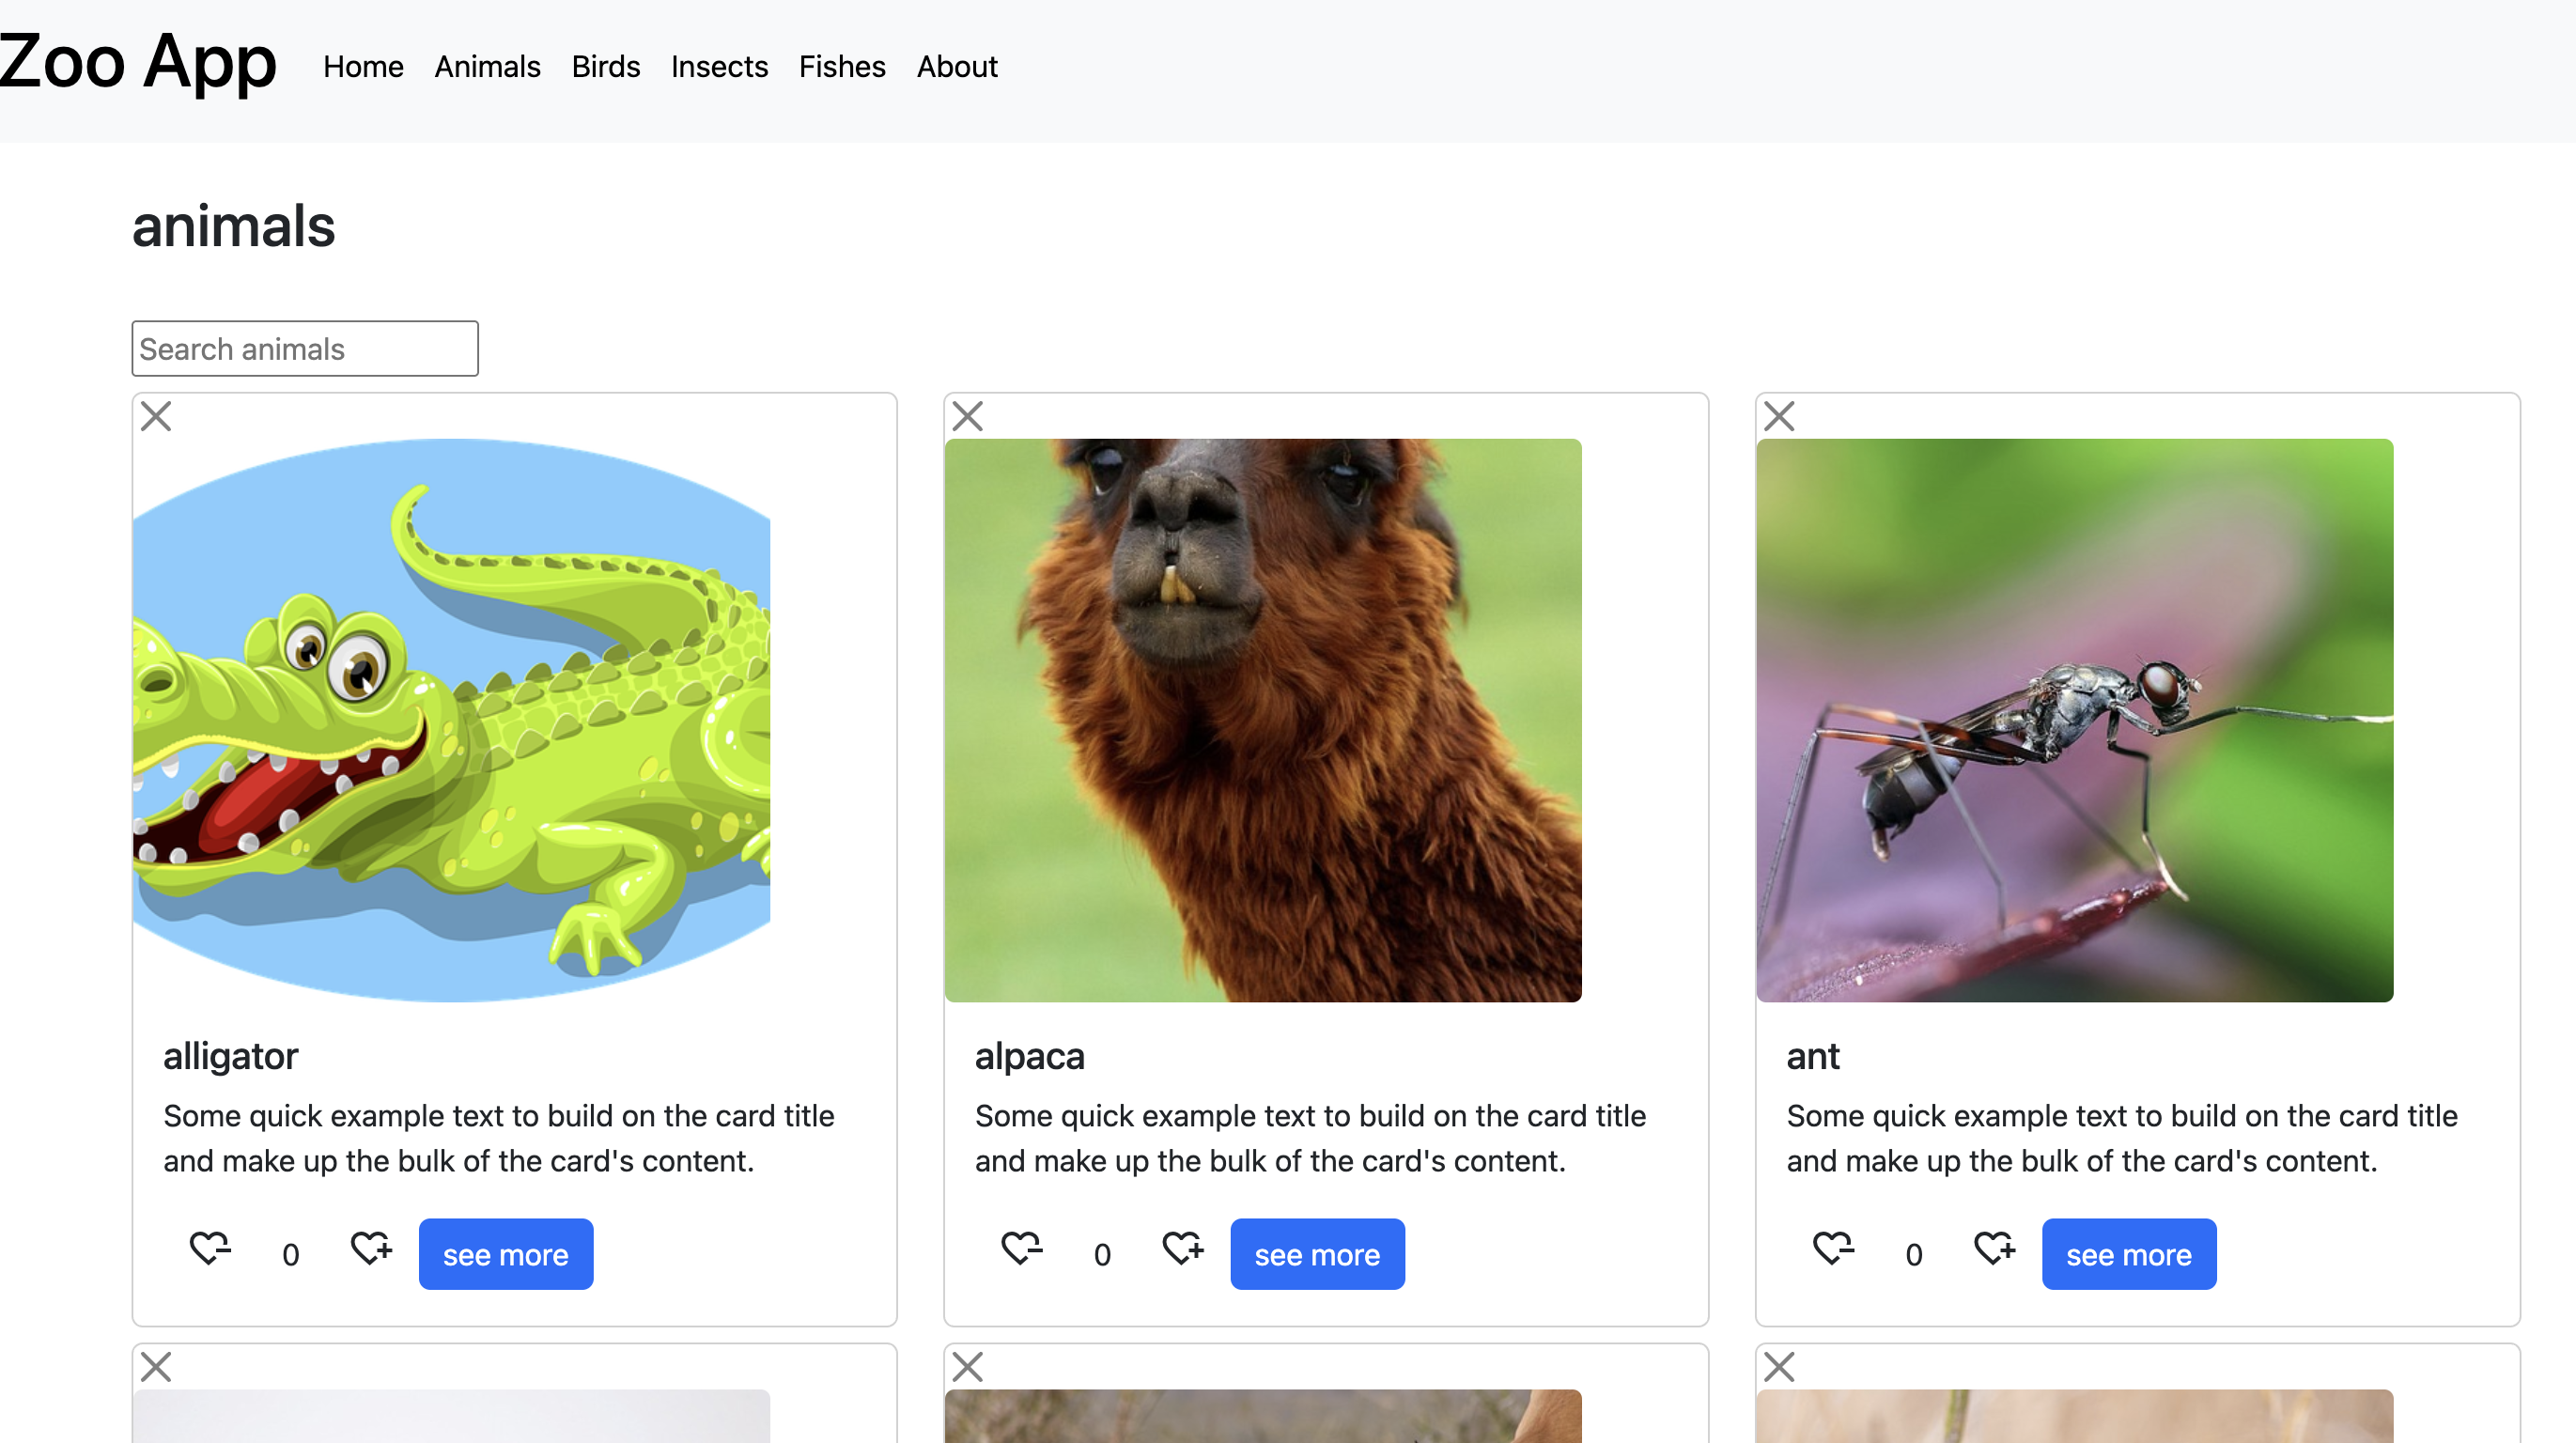 Zoo App
Home Animals Birds Insects Fishes About
animals
Search animals
alligator
Some quick example text to build on the card title
and make up the bulk of the card's content.
0
see more
alpaca
Some quick example text to build on the card title
and make up the bulk of the card's content.
0
see more
ant
Some quick example text to build on the card title
and make up the bulk of the card's content.
0
see more